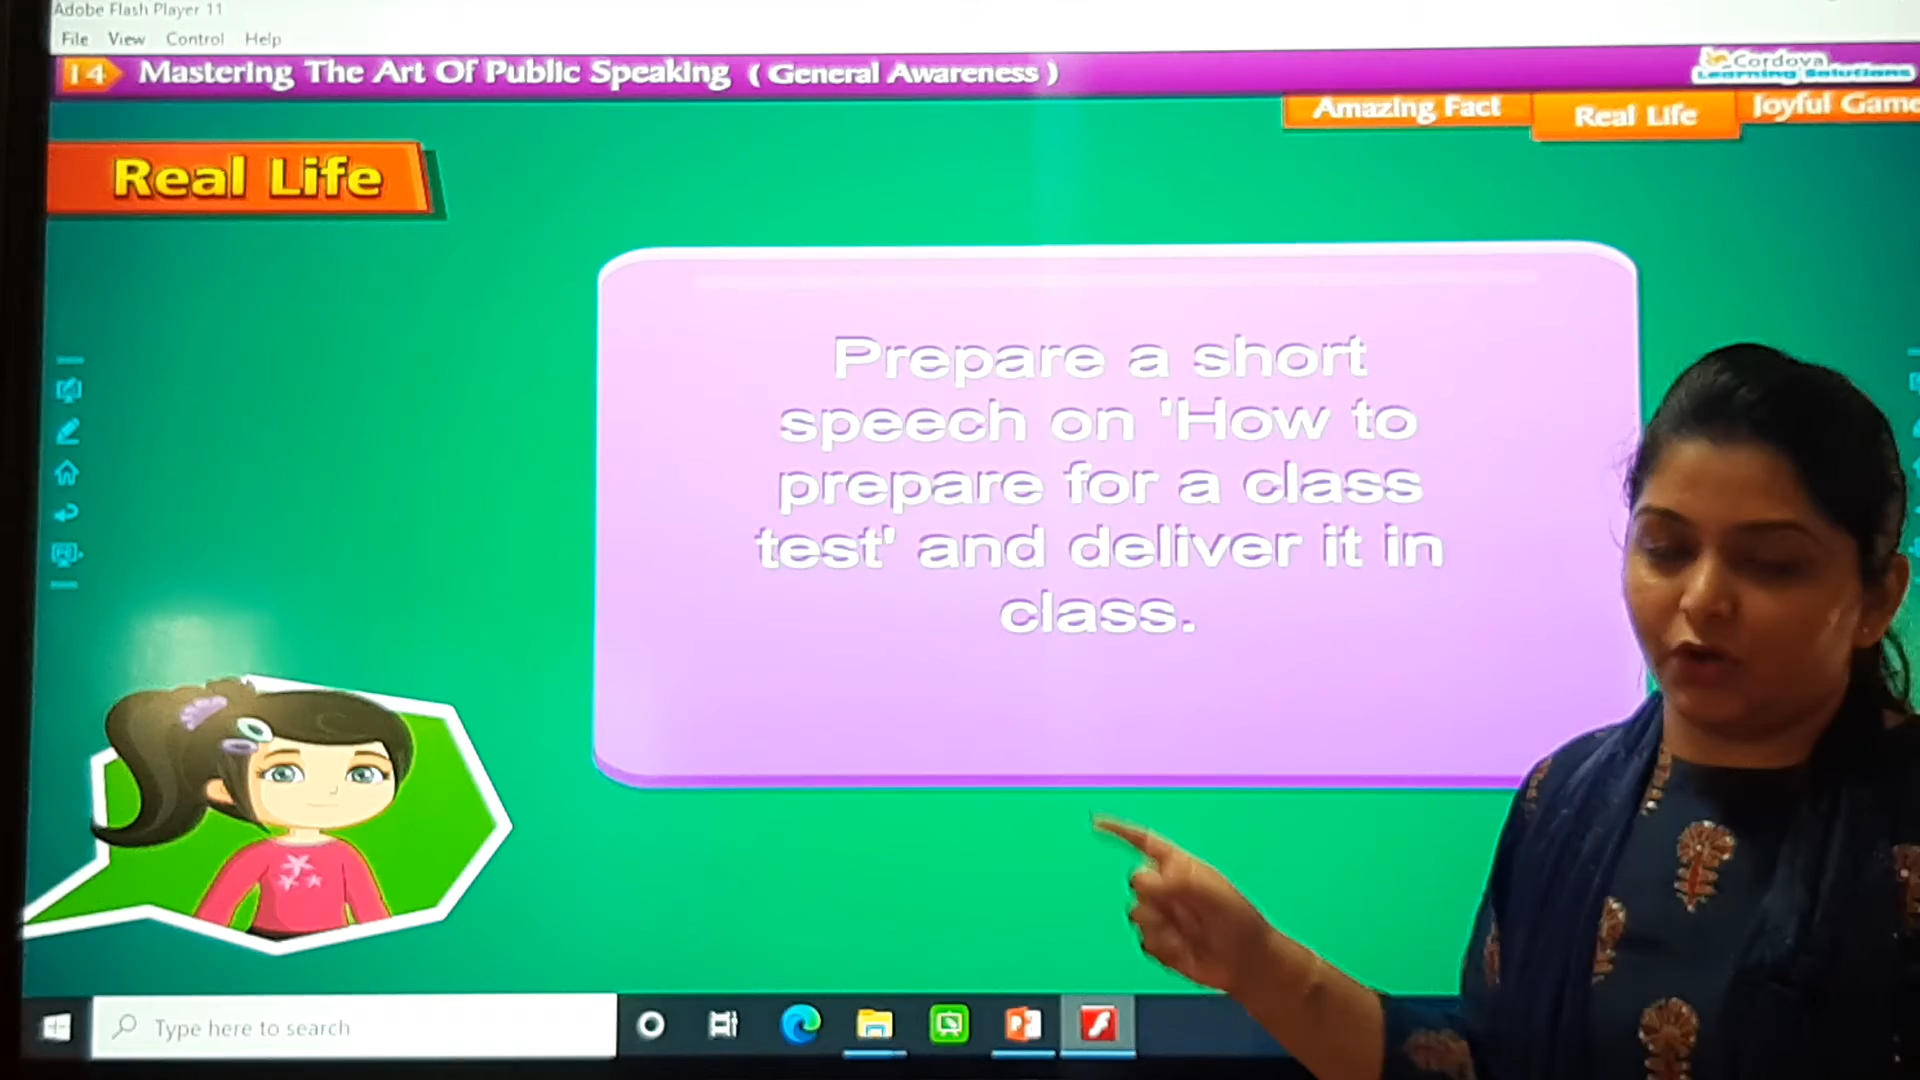 Adobe Flash Player 11
File View Control Help
14 Mastering The Art Of Public Speaking ( General Awareness )
Cordova
Learning Solutions
Amazing Fact
Real Life
Joyful Game
Real Life
Prepare a short
speech on 'How to
prepare for a class
test' and deliver it in
class.
Type here to search